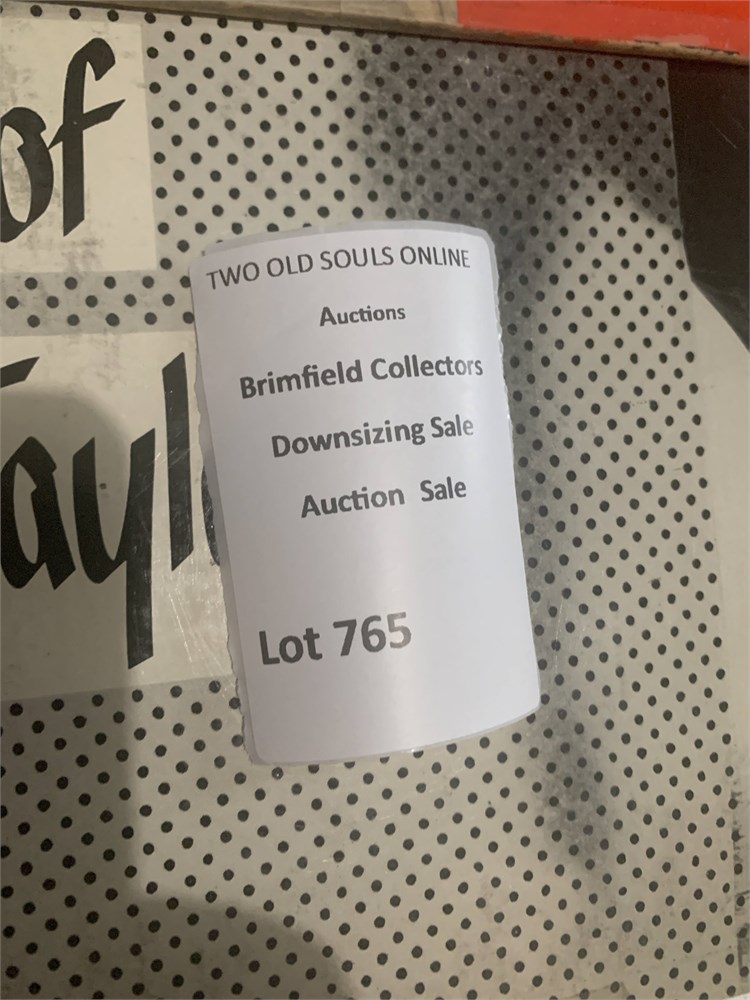 of
TWO OLD SOULS ONLINE
Auctions
Brimfield Collectors
Downsizing Sale
Auction Sale
Lot 765